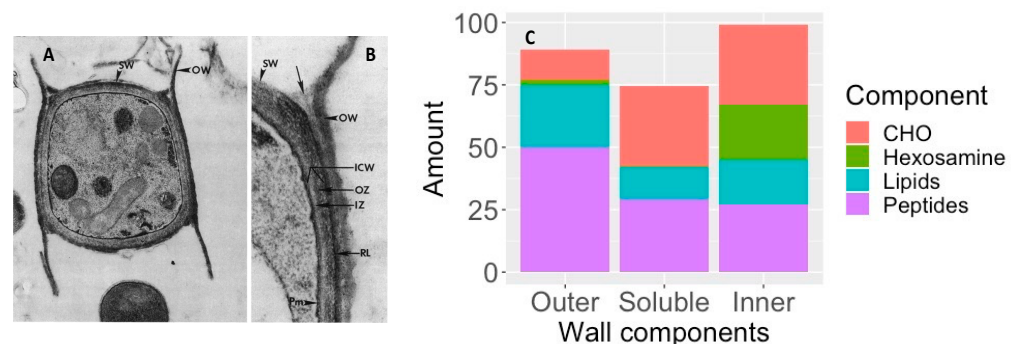 A
SW
OW
B
SW
OW
ICW
OZ
IZ
RL
Pm
C
100
75
50
25
0
Amount
Outer Soluble Inner
Wall components
Component
CHO
Hexosamine
Lipids
Peptides